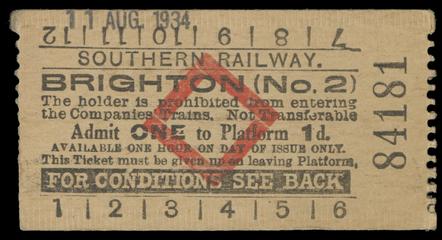 11 AUG. 1934
12 | 11 | 10 | 9 | 8 | 7
SOUTHERN RAILWAY.
BRIGHTON (No. 2)
The holder is prohibited from entering
the Companies Trains. Not Transferable
Admit ONE to Platform 1d.
AVAILABLE ONE HOUR ON DAY OF ISSUE ONLY.
This Ticket must be given up on leaving Platform.
FOR CONDITIONS SEE BACK
1 | 2 | 3 | 4 | 5 | 6
84181